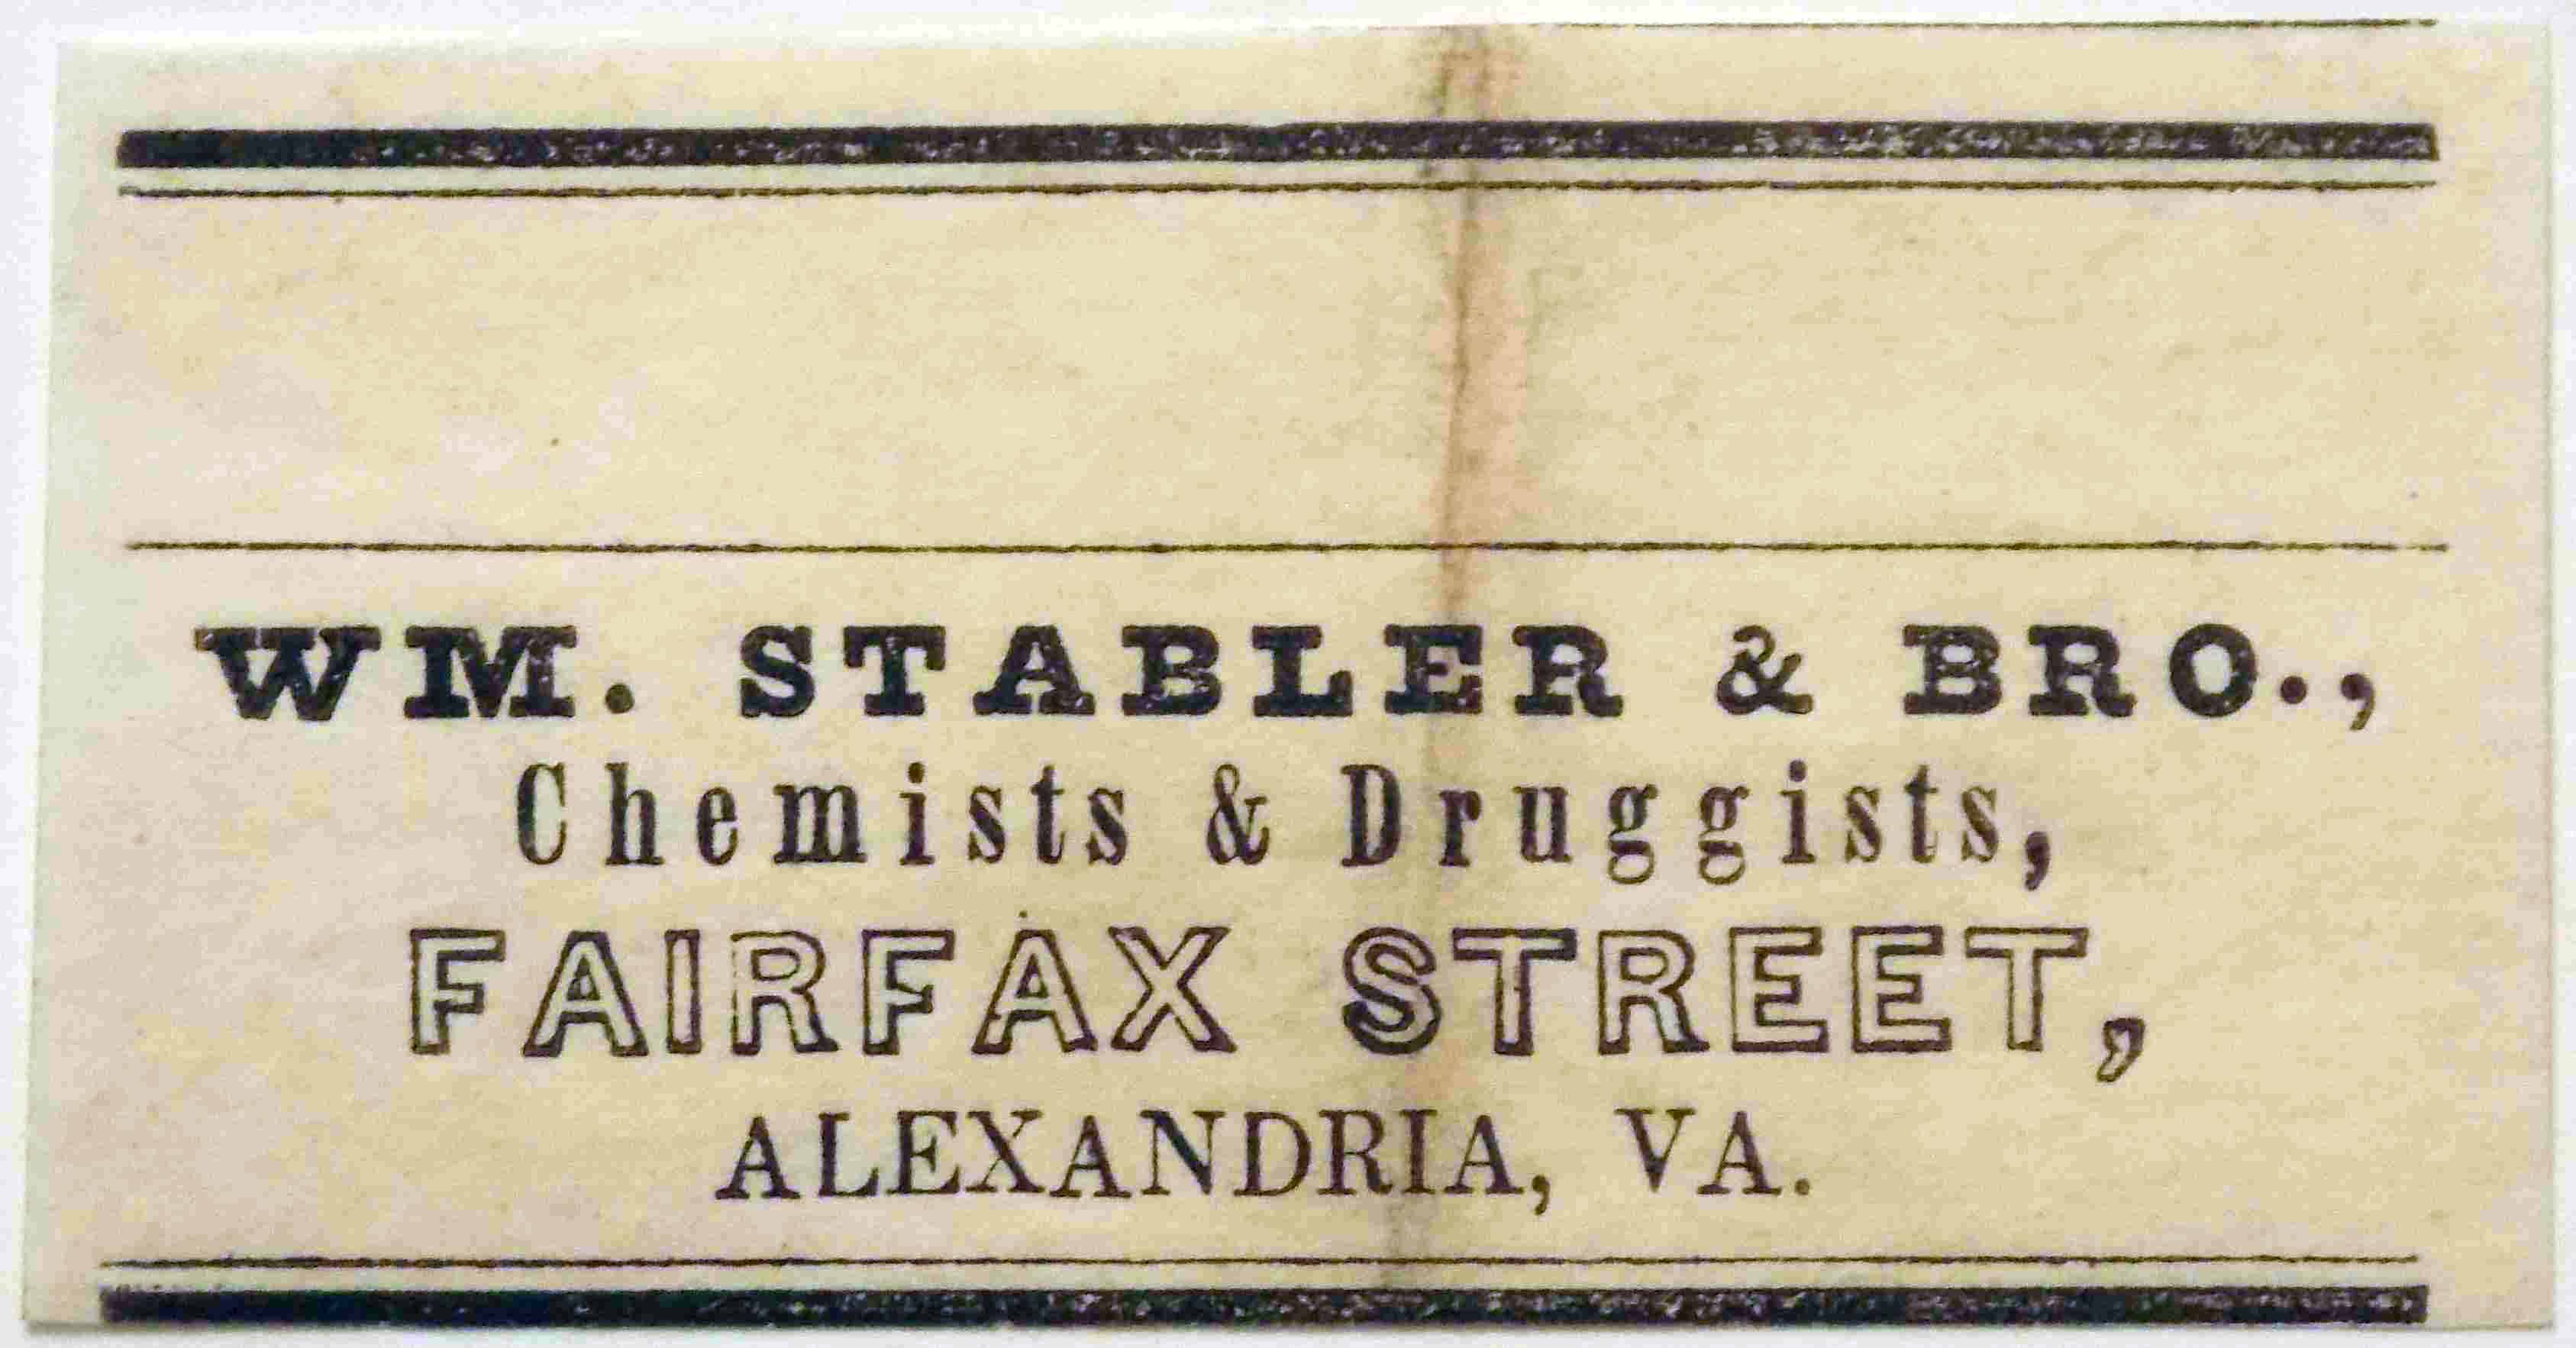 WM. STABLER & BRO.,
Chemists & Druggists,
FAIRFAX STREET,
ALEXANDRIA, VA.